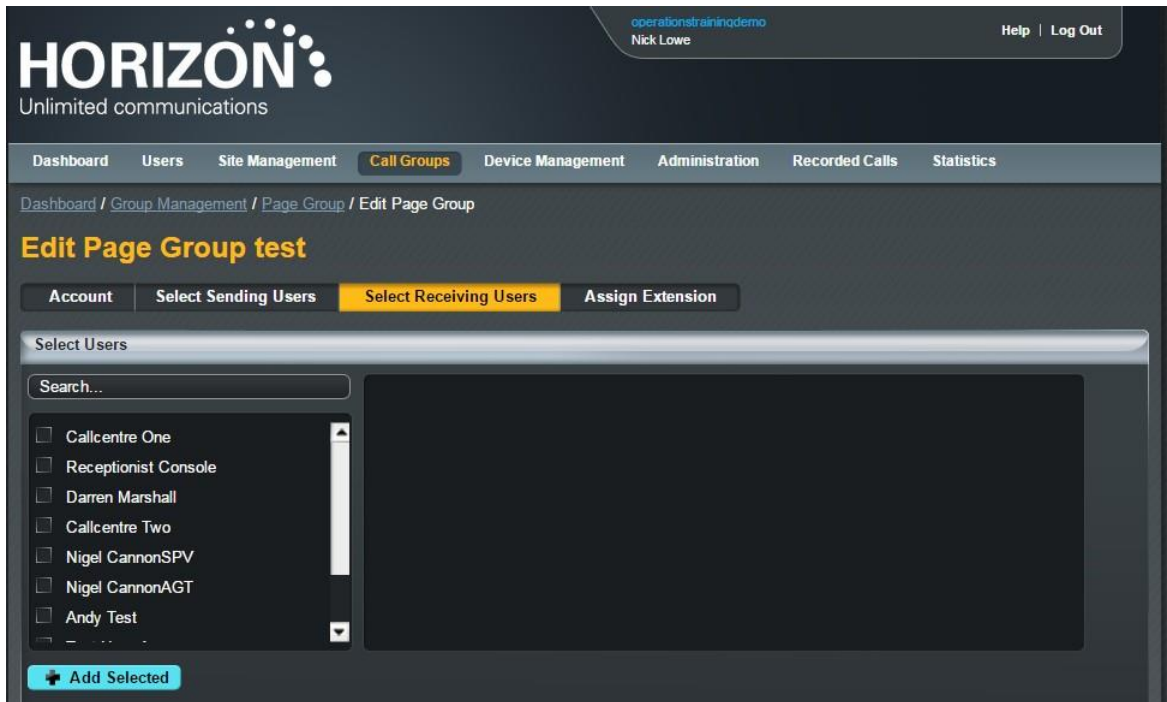 operationstrainingdemo
Nick Lowe
Help | Log Out
HORIZON
Unlimited communications
Dashboard Users Site Management Call Groups Device Management Administration Recorded Calls Statistics
Dashboard / Group Management / Page Group / Edit Page Group
Edit Page Group test
Account Select Sending Users Select Receiving Users Assign Extension
Select Users
Search...
Callcentre One
Receptionist Console
Darren Marshall
Callcentre Two
Nigel CannonSPV
Nigel CannonAGT
Andy Test
Add Selected